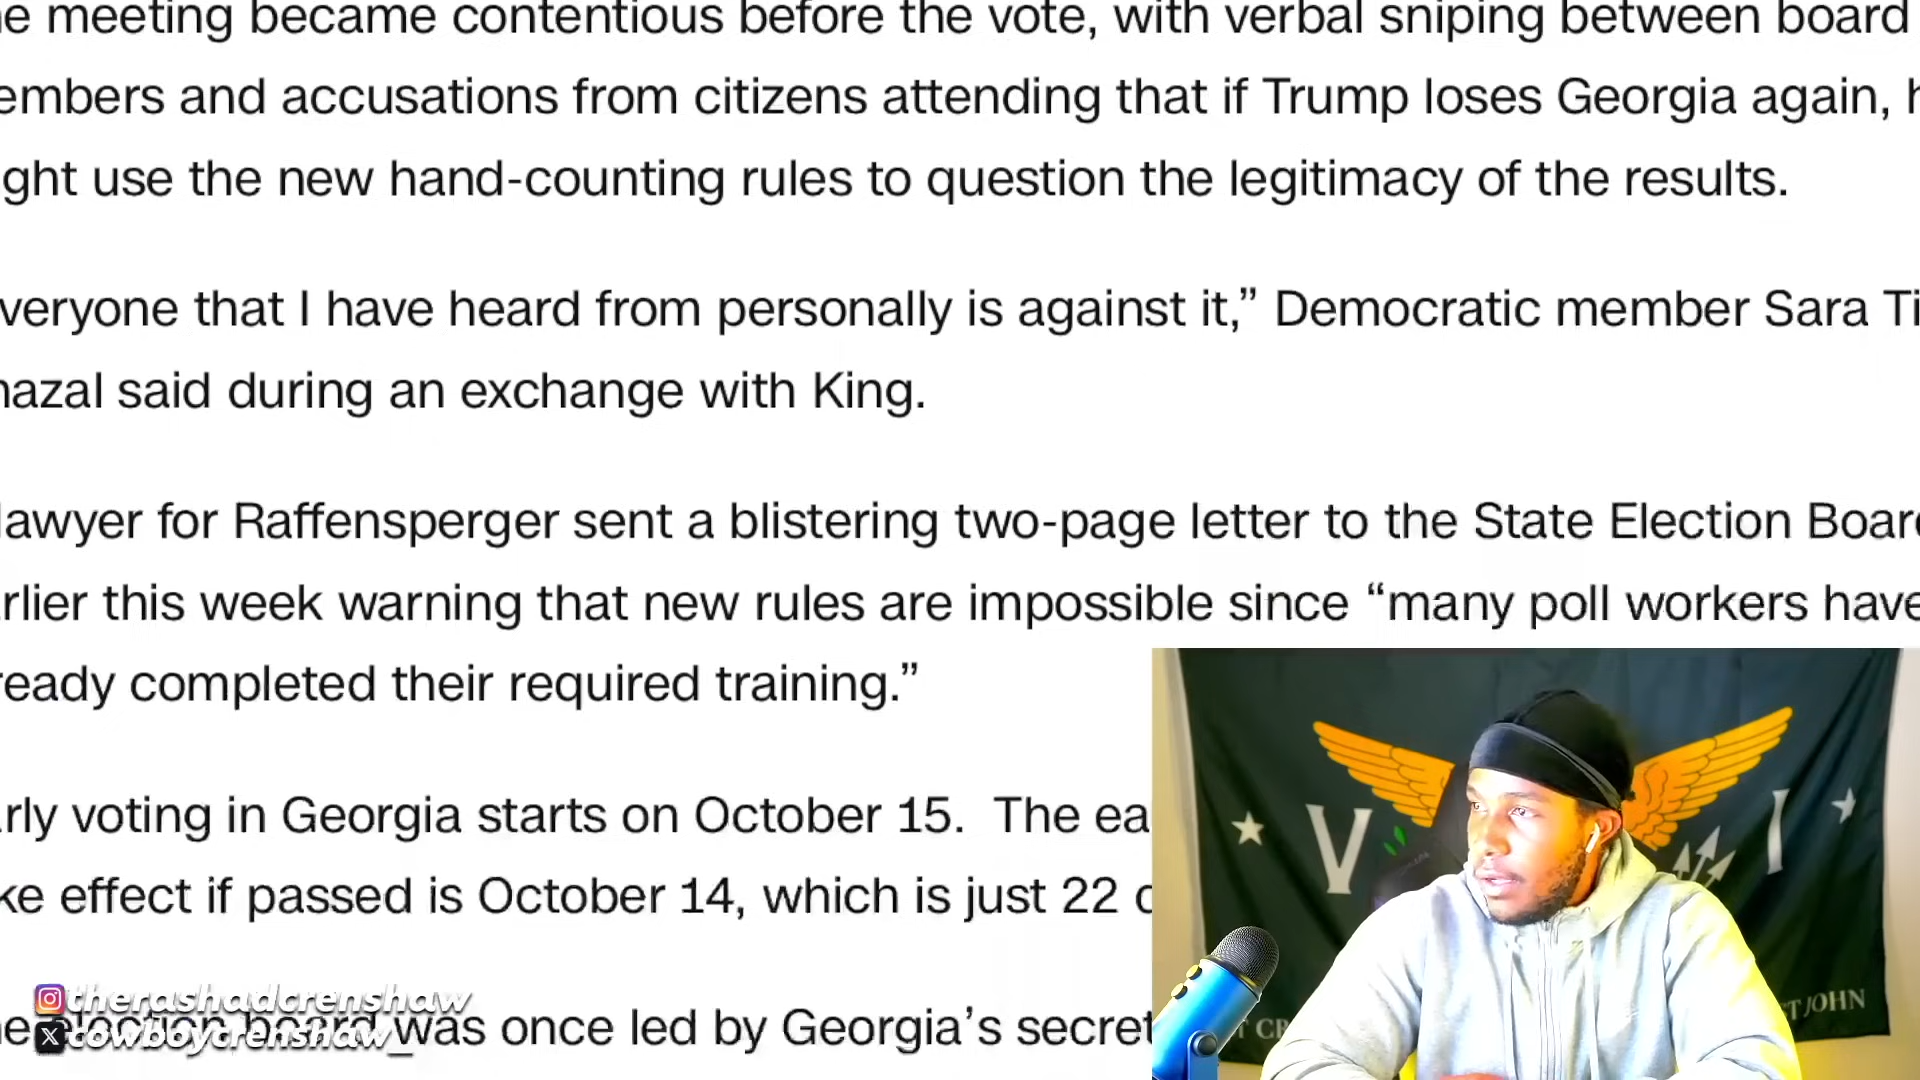 e meeting became contentious before the vote, with verbal sniping between board
embers and accusations from citizens attending that if Trump loses Georgia again, h
ght use the new hand-counting rules to question the legitimacy of the results.
veryone that I have heard from personally is against it,” Democratic member Sara Ti
hazal said during an exchange with King.
lawyer for Raffensperger sent a blistering two-page letter to the State Election Board
rlier this week warning that new rules are impossible since “many poll workers have
ready completed their required training.”
rly voting in Georgia starts on October 15. The ea
ke effect if passed is October 14, which is just 22 d
therashadcrenshaw
was once led by Georgia’s secret
cowboycrenshaw_
V I
ST JOHN